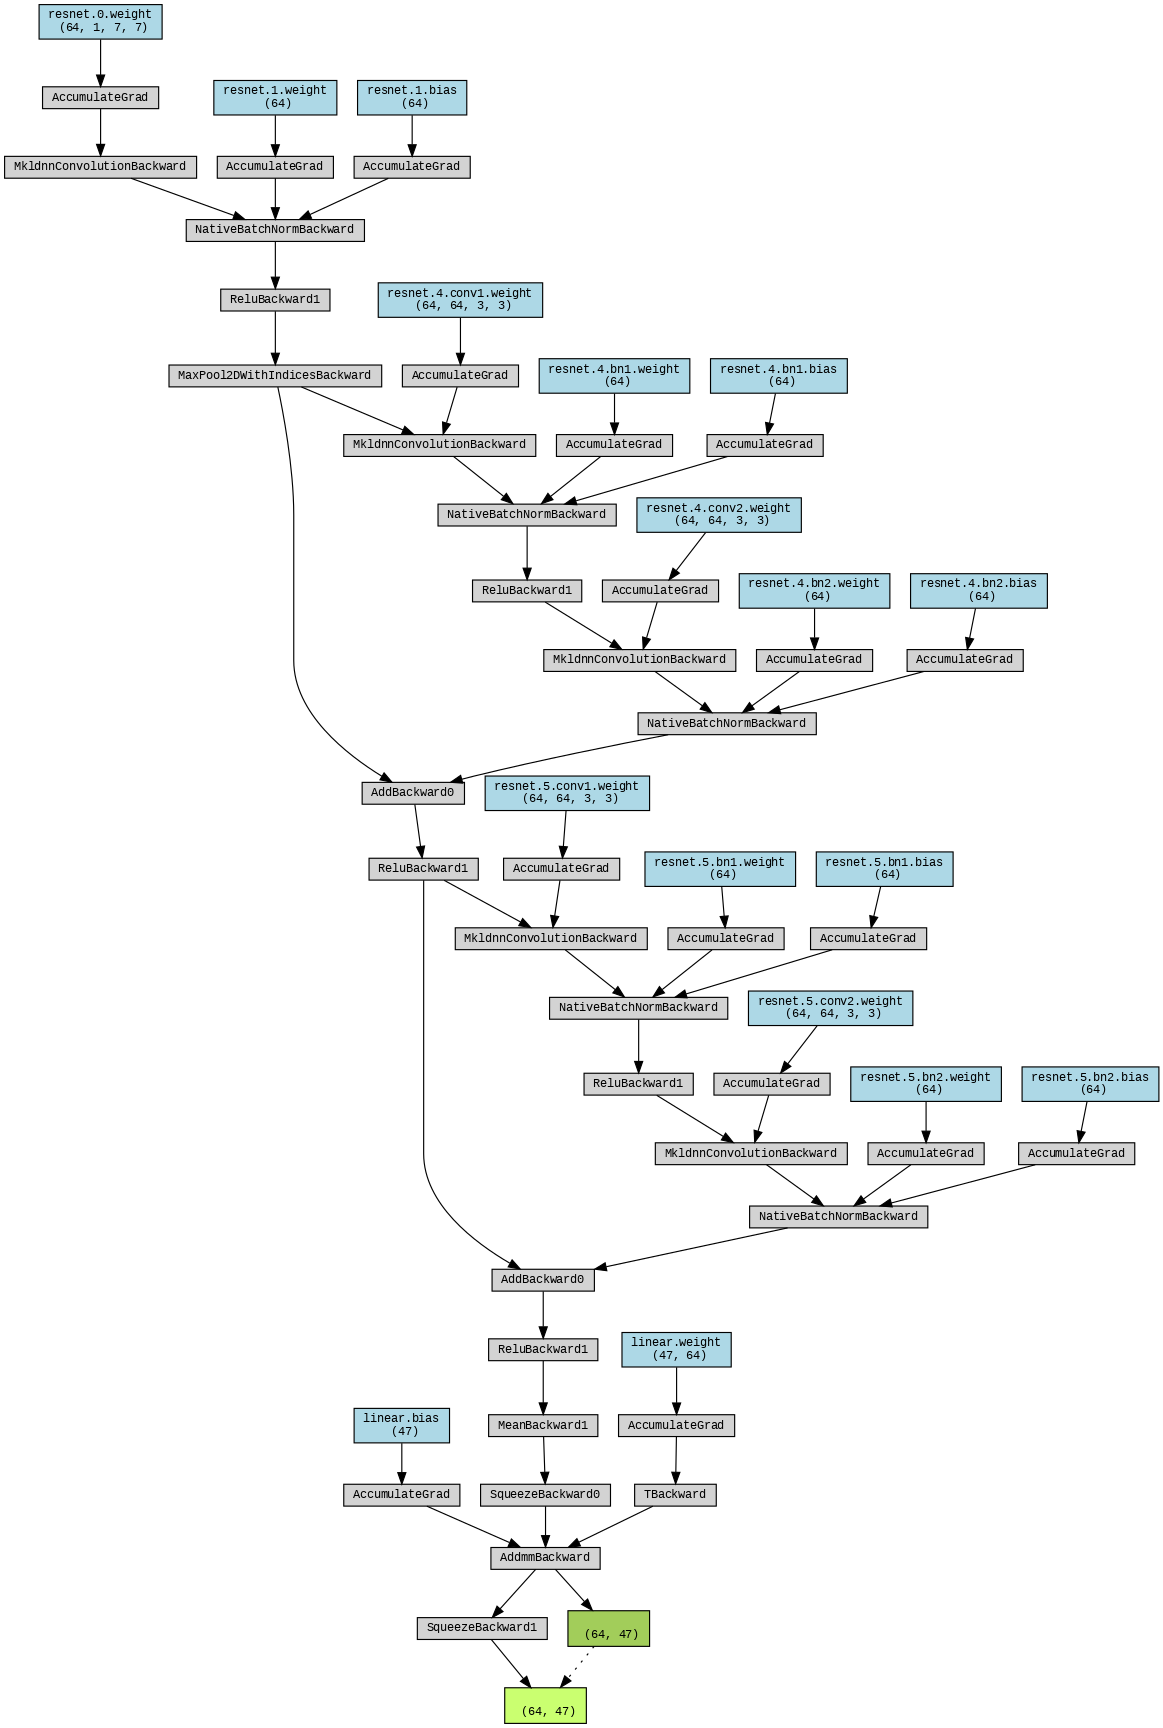 resnet.0.weight
(64, 1, 7, 7)
AccumulateGrad
resnet.1.weight
(64)
resnet.1.bias
(64)
MkldnnConvolutionBackward
AccumulateGrad
AccumulateGrad
NativeBatchNormBackward
ReluBackward1
resnet.4.conv1.weight
(64, 64, 3, 3)
MaxPool2DWithIndicesBackward
AccumulateGrad
resnet.4.bn1.weight
(64)
resnet.4.bn1.bias
(64)
MkldnnConvolutionBackward
AccumulateGrad
AccumulateGrad
NativeBatchNormBackward
resnet.4.conv2.weight
(64, 64, 3, 3)
ReluBackward1
AccumulateGrad
resnet.4.bn2.weight
(64)
resnet.4.bn2.bias
(64)
MkldnnConvolutionBackward
AccumulateGrad
AccumulateGrad
NativeBatchNormBackward
AddBackward0
resnet.5.conv1.weight
(64, 64, 3, 3)
ReluBackward1
AccumulateGrad
resnet.5.bn1.weight
(64)
resnet.5.bn1.bias
(64)
MkldnnConvolutionBackward
AccumulateGrad
AccumulateGrad
NativeBatchNormBackward
resnet.5.conv2.weight
(64, 64, 3, 3)
ReluBackward1
AccumulateGrad
resnet.5.bn2.weight
(64)
resnet.5.bn2.bias
(64)
MkldnnConvolutionBackward
AccumulateGrad
AccumulateGrad
NativeBatchNormBackward
AddBackward0
ReluBackward1
linear.weight
(47, 64)
linear.bias
(47)
MeanBackward1
AccumulateGrad
AccumulateGrad
SqueezeBackward0
TBackward
AddmmBackward
SqueezeBackward1
(64, 47)
(64, 47)